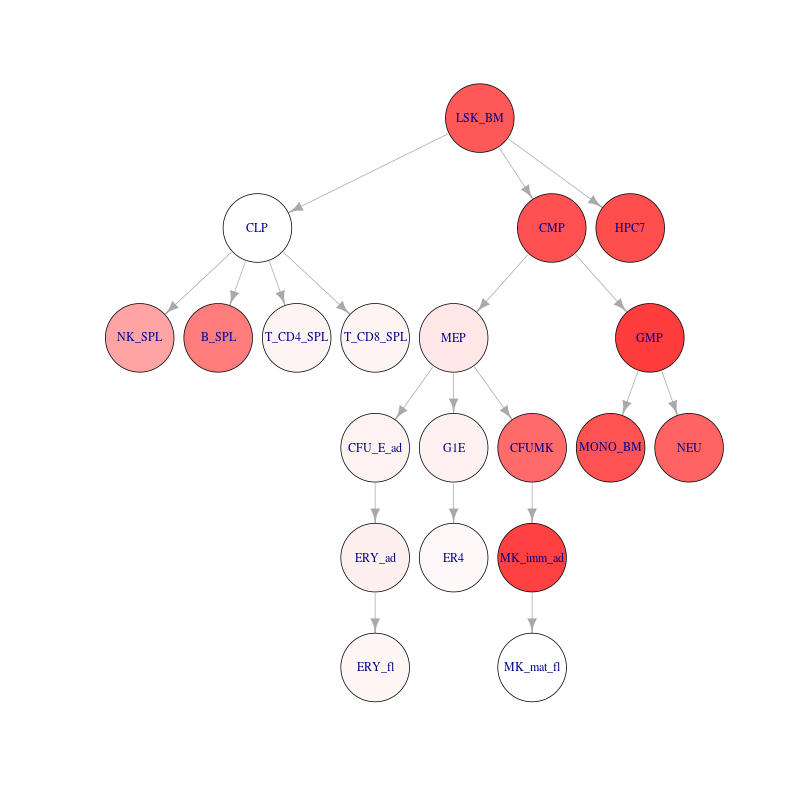 LSK_BM
CLP
CMP
HPC7
NK_SPL
B_SPL
T_CD4_SPL
T_CD8_SPL
MEP
GMP
CFU_E_ad
G1E
CFUMK
MONO_BM
NEU
ERY_ad
ER4
MK_imm_ad
ERY_fl
MK_mat_fl